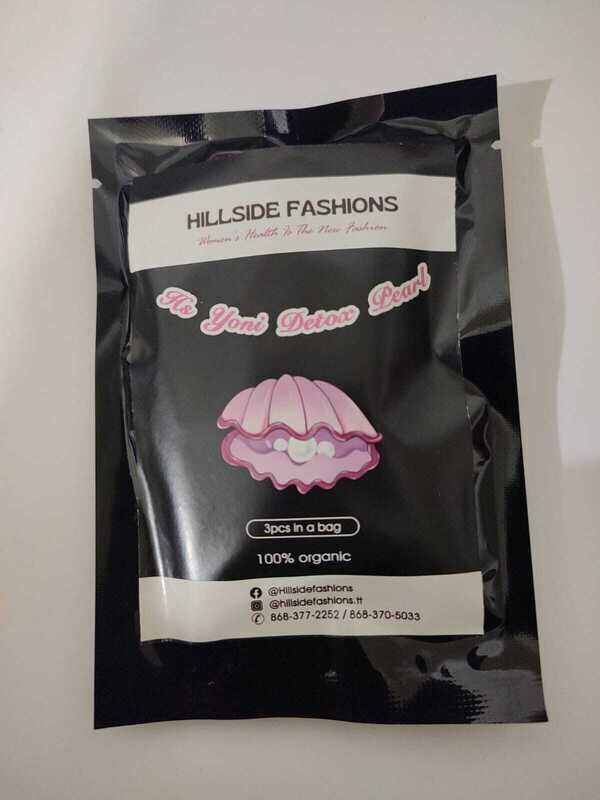 HILLSIDE FASHIONS
Women's Health Is The New Fashion
Hs Yoni Detox Pearl
3pcs in a bag
100% organic
@Hillsidefashions
@hillsidefashions.tt
868-377-2252 / 868-370-5033